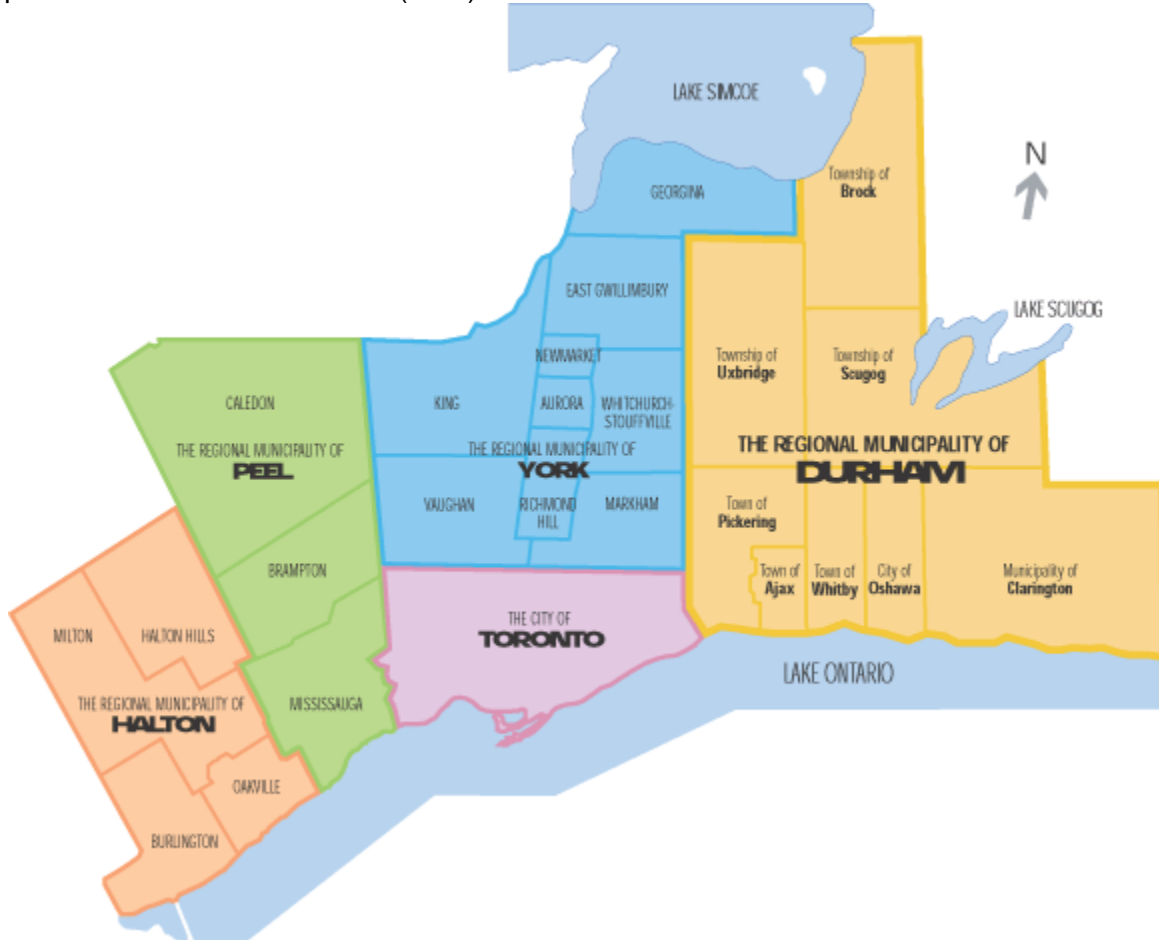 LAKE SIMCOE
N
Township of
Brock
GEORGINA
EAST GWILLIMBURY
LAKE SCUGOG
NEWMARKET
Township of
Uxbridge
Township of
Scugog
CALEDON
KING
AURORA
WHITCHURCH-
STOUFFVILLE
THE REGIONAL MUNICIPALITY OF
PEEL
THE REGIONAL MUNICIPALITY OF
YORK
THE REGIONAL MUNICIPALITY OF
DURHAM
VAUGHAN
RICHMOND
HILL
MARKHAM
Town of
Pickering
BRAMPTON
Town of
Ajax
Town of
Whitby
City of
Oshawa
Municipality of
Clarington
MILTON
HALTON HILLS
THE CITY OF
TORONTO
LAKE ONTARIO
THE REGIONAL MUNICIPALITY OF
HALTON
MISSISSAUGA
OAKVILLE
BURLINGTON